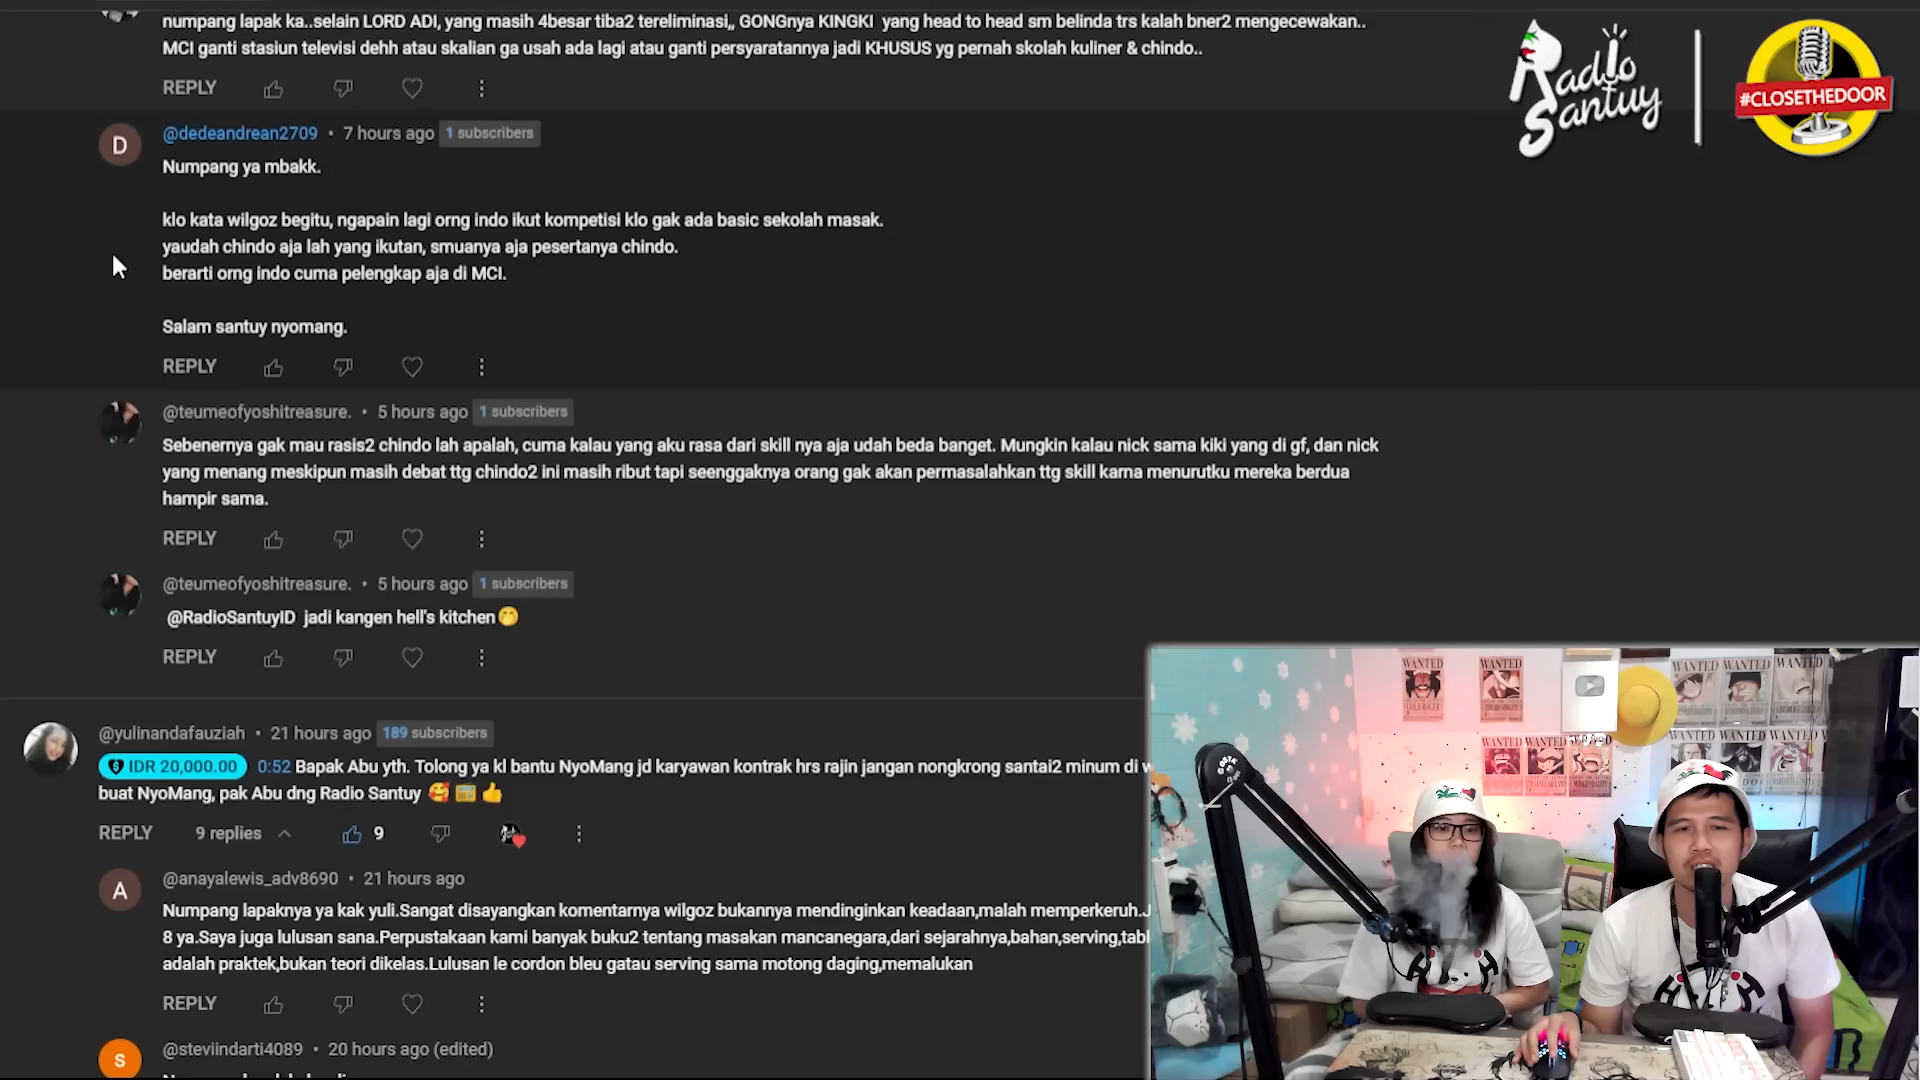 numpang lapak ka..selain LORD ADI, yang masih 4besar tiba2 tereliminasi,, GONGnya KINGKI yang head to head sm belinda trs kalah bner2 mengecewakan..
MCI ganti stasiun televisi dehh atau skalian ga usah ada lagi atau ganti persyaratannya jadi KHUSUS yg pernah skolah kuliner & chindo..
REPLY
Radio Santuy
#CLOSETHEDOOR
D
@dedeandrean2709 • 7 hours ago 1 subscribers
Numpang ya mbakk.
klo kata wilgoz begitu, ngapain lagi orng indo ikut kompetisi klo gak ada basic sekolah masak.
yaudah chindo aja lah yang ikutan, smuanya aja pesertanya chindo.
berarti orng indo cuma pelengkap aja di MCI.
Salam santuy nyomang.
REPLY
@teumeofyoshitreasure. • 5 hours ago 1 subscribers
Sebenernya gak mau rasis2 chindo lah apalah, cuma kalau yang aku rasa dari skill nya aja udah beda banget. Mungkin kalau nick sama kiki yang di gf, dan nick
yang menang meskipun masih debat ttg chindo2 ini masih ribut tapi seenggaknya orang gak akan permasalahkan ttg skill karna menurutku mereka berdua
hampir sama.
REPLY
@teumeofyoshitreasure. • 5 hours ago 1 subscribers
@RadioSantuyID jadi kangen hell's kitchen🤭
REPLY
@yulinandafauziah • 21 hours ago 189 subscribers
IDR 20,000.00 0:52 Bapak Abu yth. Tolong ya kl bantu NyoMang jd karyawan kontrak hrs rajin jangan nongkrong santai2 minum di w
buat NyoMang, pak Abu dng Radio Santuy 🥰 📰 👍
REPLY 9 replies 9
A
@anayalewis_adv8690 • 21 hours ago
Numpang lapaknya ya kak yuli.Sangat disayangkan komentarnya wilgoz bukannya mendinginkan keadaan,malah memperkeruh.J
8 ya.Saya juga lulusan sana.Perpustakaan kami banyak buku2 tentang masakan mancanegara,dari sejarahnya,bahan,serving,tabl
adalah praktek,bukan teori dikelas.Lulusan le cordon bleu gatau serving sama motong daging,memalukan
REPLY
S
@steviindarti4089 • 20 hours ago (edited)
WANTED
WANTED
WANTED
WANTED
WANTED
GOLD ROGER